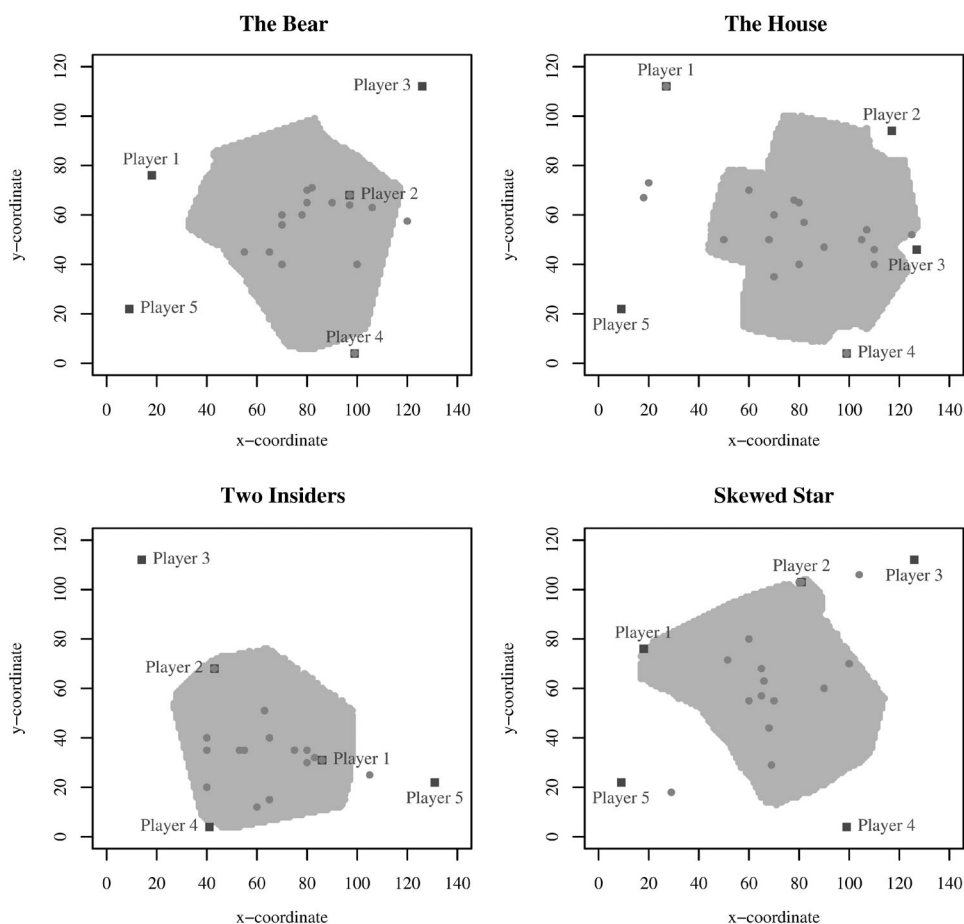 The Bear
The House
Player 3
Player 1
Player 2
Player 5
Player 4
y−coordinate
0 20 40 60 80 100 120
0 20 40 60 80 100 120 140
x−coordinate
Player 1
Player 2
Player 3
Player 5
Player 4
y−coordinate
0 20 40 60 80 100 120
0 20 40 60 80 100 120 140
x−coordinate
Two Insiders
Skewed Star
Player 3
Player 2
Player 1
Player 5
Player 4
y−coordinate
0 20 40 60 80 100 120
0 20 40 60 80 100 120 140
x−coordinate
Player 2
Player 3
Player 1
Player 5
Player 4
y−coordinate
0 20 40 60 80 100 120
0 20 40 60 80 100 120 140
x−coordinate